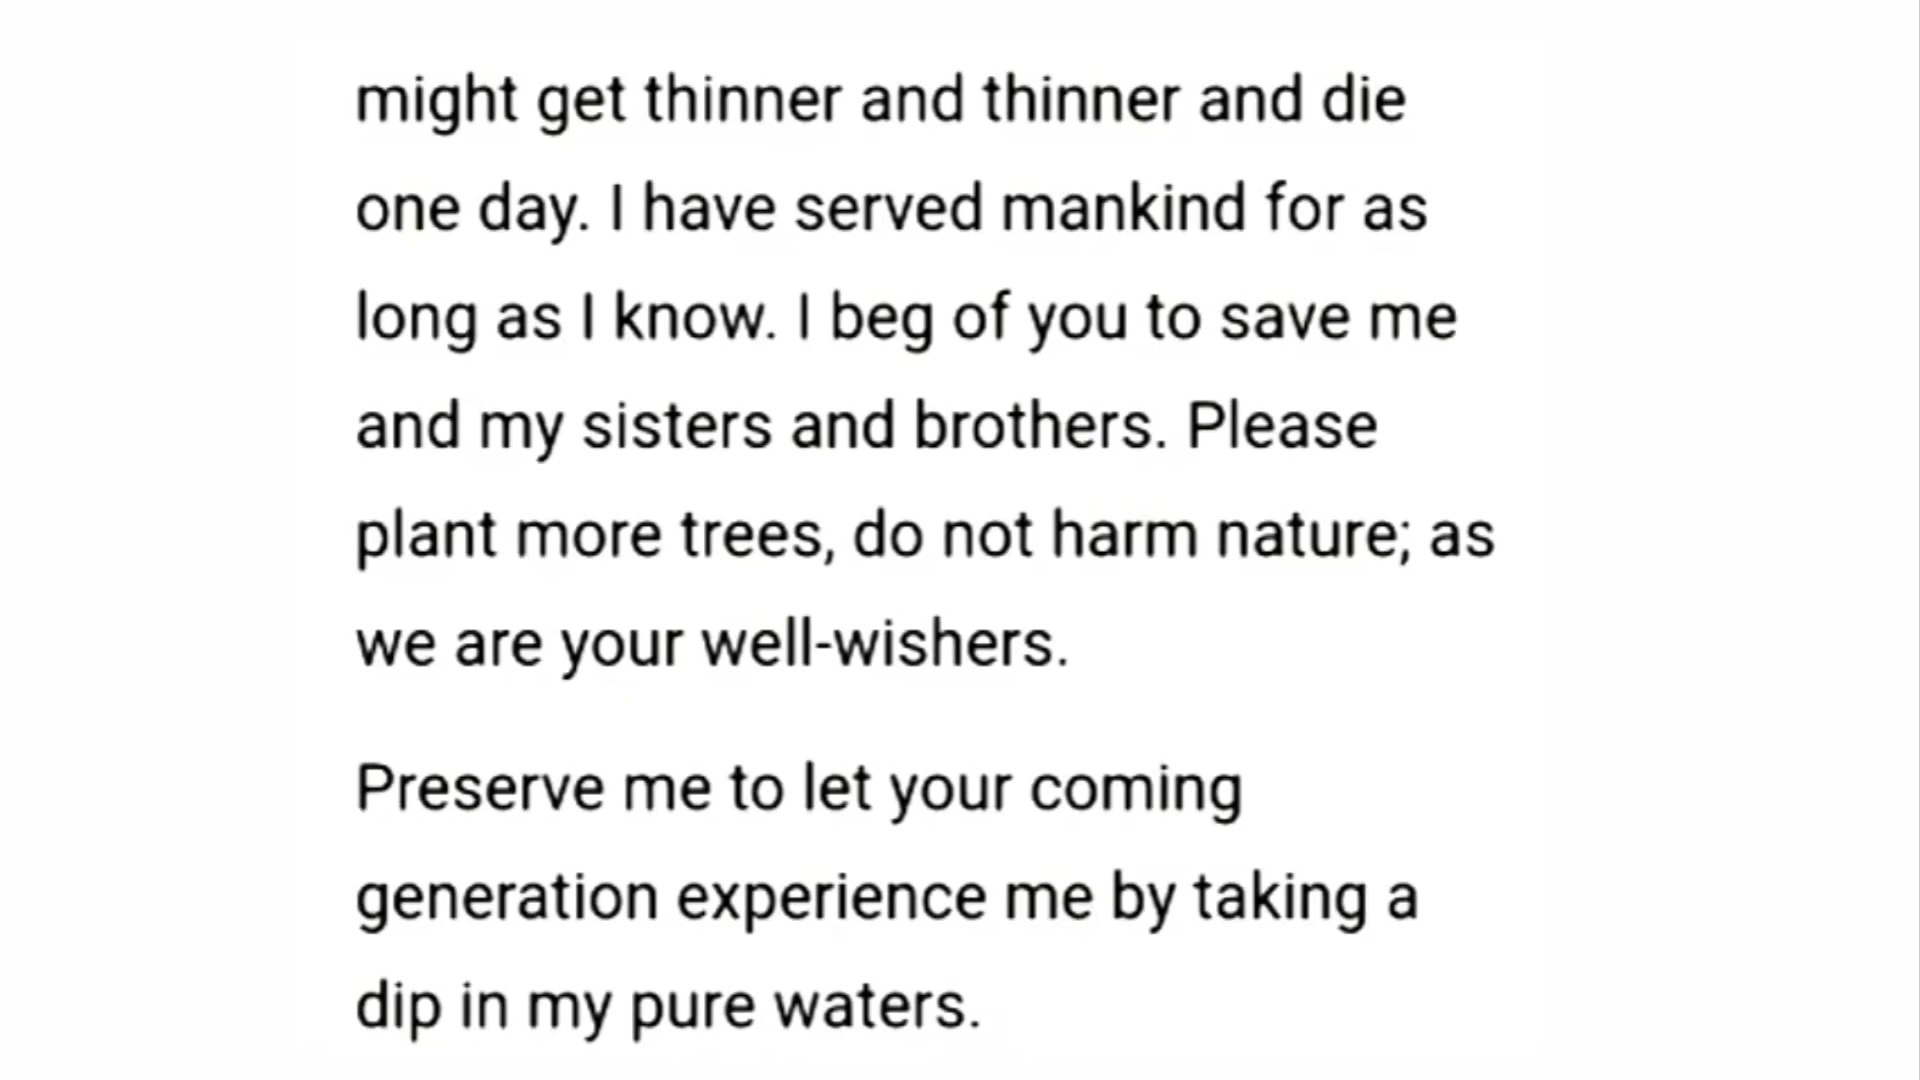 might get thinner and thinner and die
one day. I have served mankind for as
long as I know. I beg of you to save me
and my sisters and brothers. Please
plant more trees, do not harm nature; as
we are your well-wishers.
Preserve me to let your coming
generation experience me by taking a
dip in my pure waters.